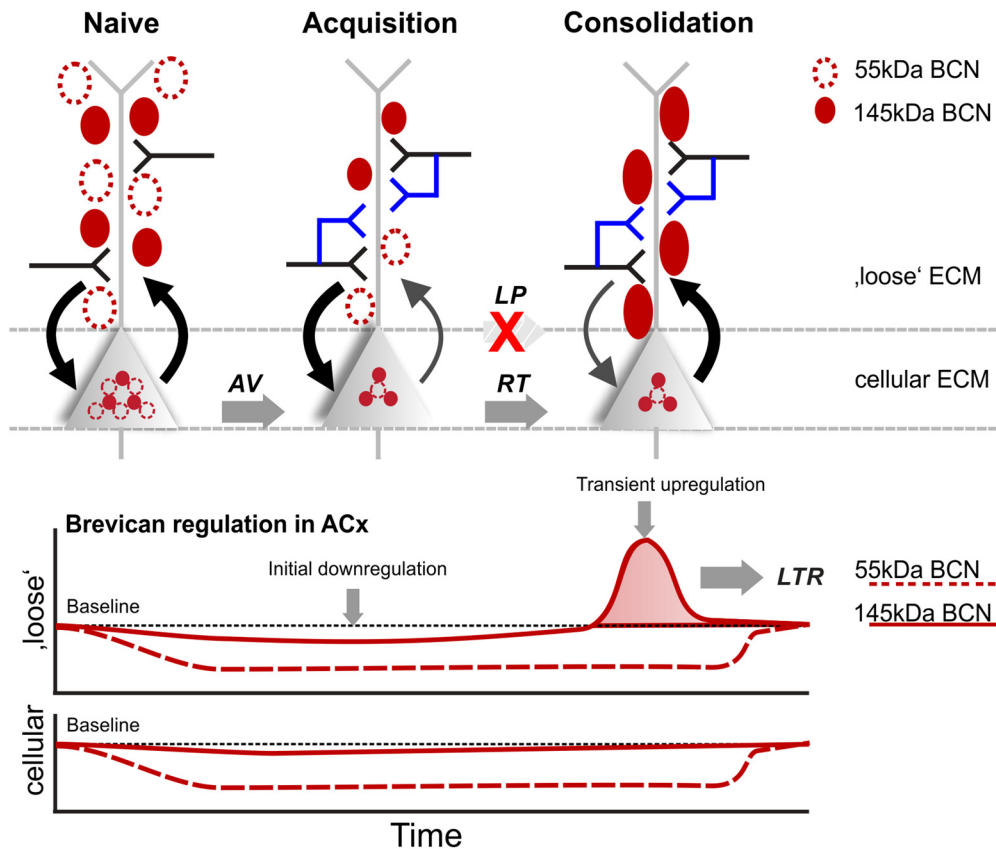 Naive
Acquisition
Consolidation
55kDa BCN
145kDa BCN
‚loose‘ ECM
LP
X
cellular ECM
AV
RT
Transient upregulation
Brevican regulation in ACx
Initial downregulation
LTR
55kDa BCN
145kDa BCN
Baseline
‚loose‘
Baseline
cellular
Time